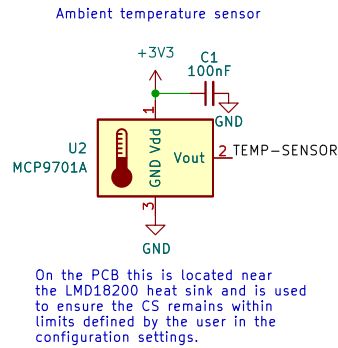 Ambient temperature sensor
+3V3
C1
100nF
GND
1
U2
MCP9701A
GND Vdd
Vout
2
TEMP-SENSOR
3
GND
On the PCB this is located near
the LMD18200 heat sink and is used
to ensure the CS remains within
limits defined by the user in the
configuration settings.